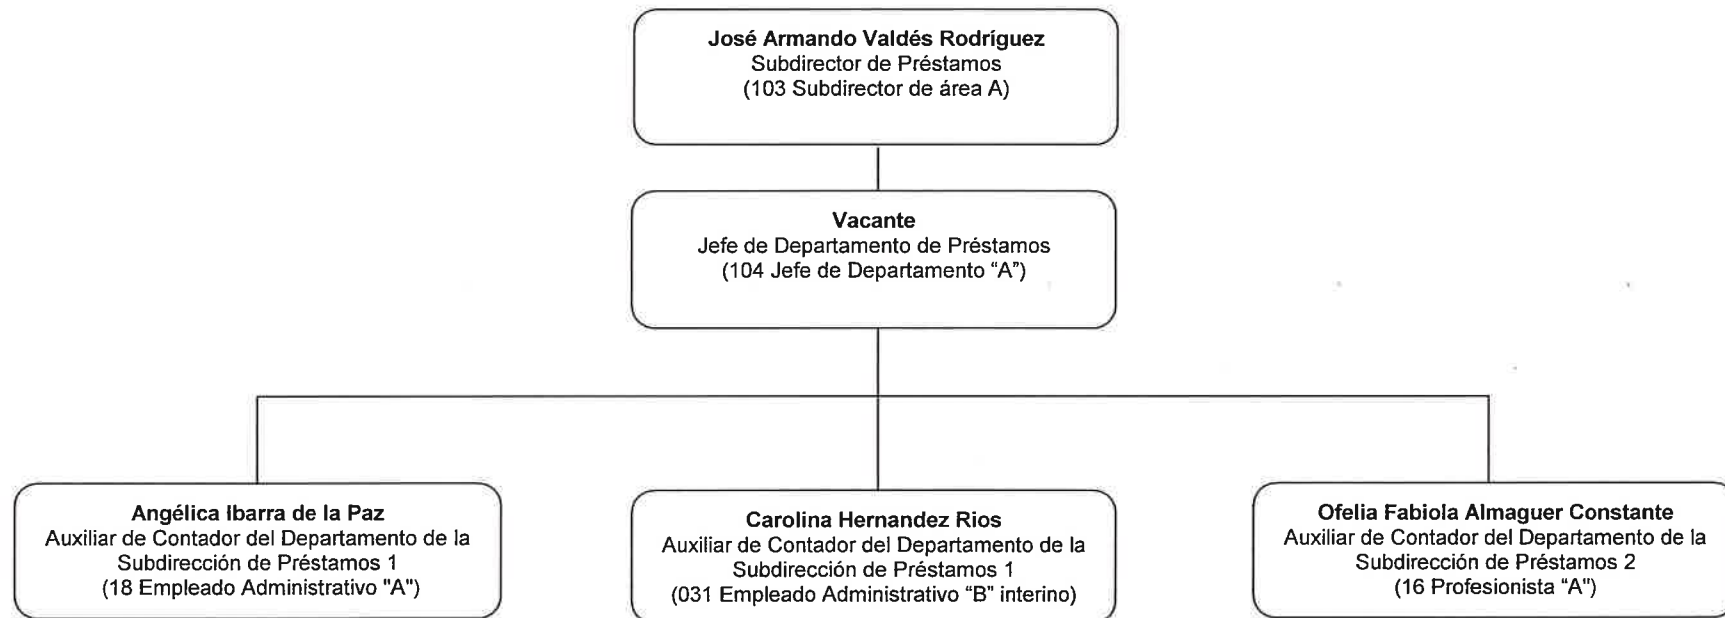 José Armando Valdés Rodríguez
Subdirector de Préstamos
(103 Subdirector de área A)
Vacante
Jefe de Departamento de Préstamos
(104 Jefe de Departamento “A”)
Angélica Ibarra de la Paz
Auxiliar de Contador del Departamento de la
Subdirección de Préstamos 1
(18 Empleado Administrativo "A")
Carolina Hernandez Rios
Auxiliar de Contador del Departamento de la
Subdirección de Préstamos 1
(031 Empleado Administrativo “B” interino)
Ofelia Fabiola Almaguer Constante
Auxiliar de Contador del Departamento de la
Subdirección de Préstamos 2
(16 Profesionista “A”)